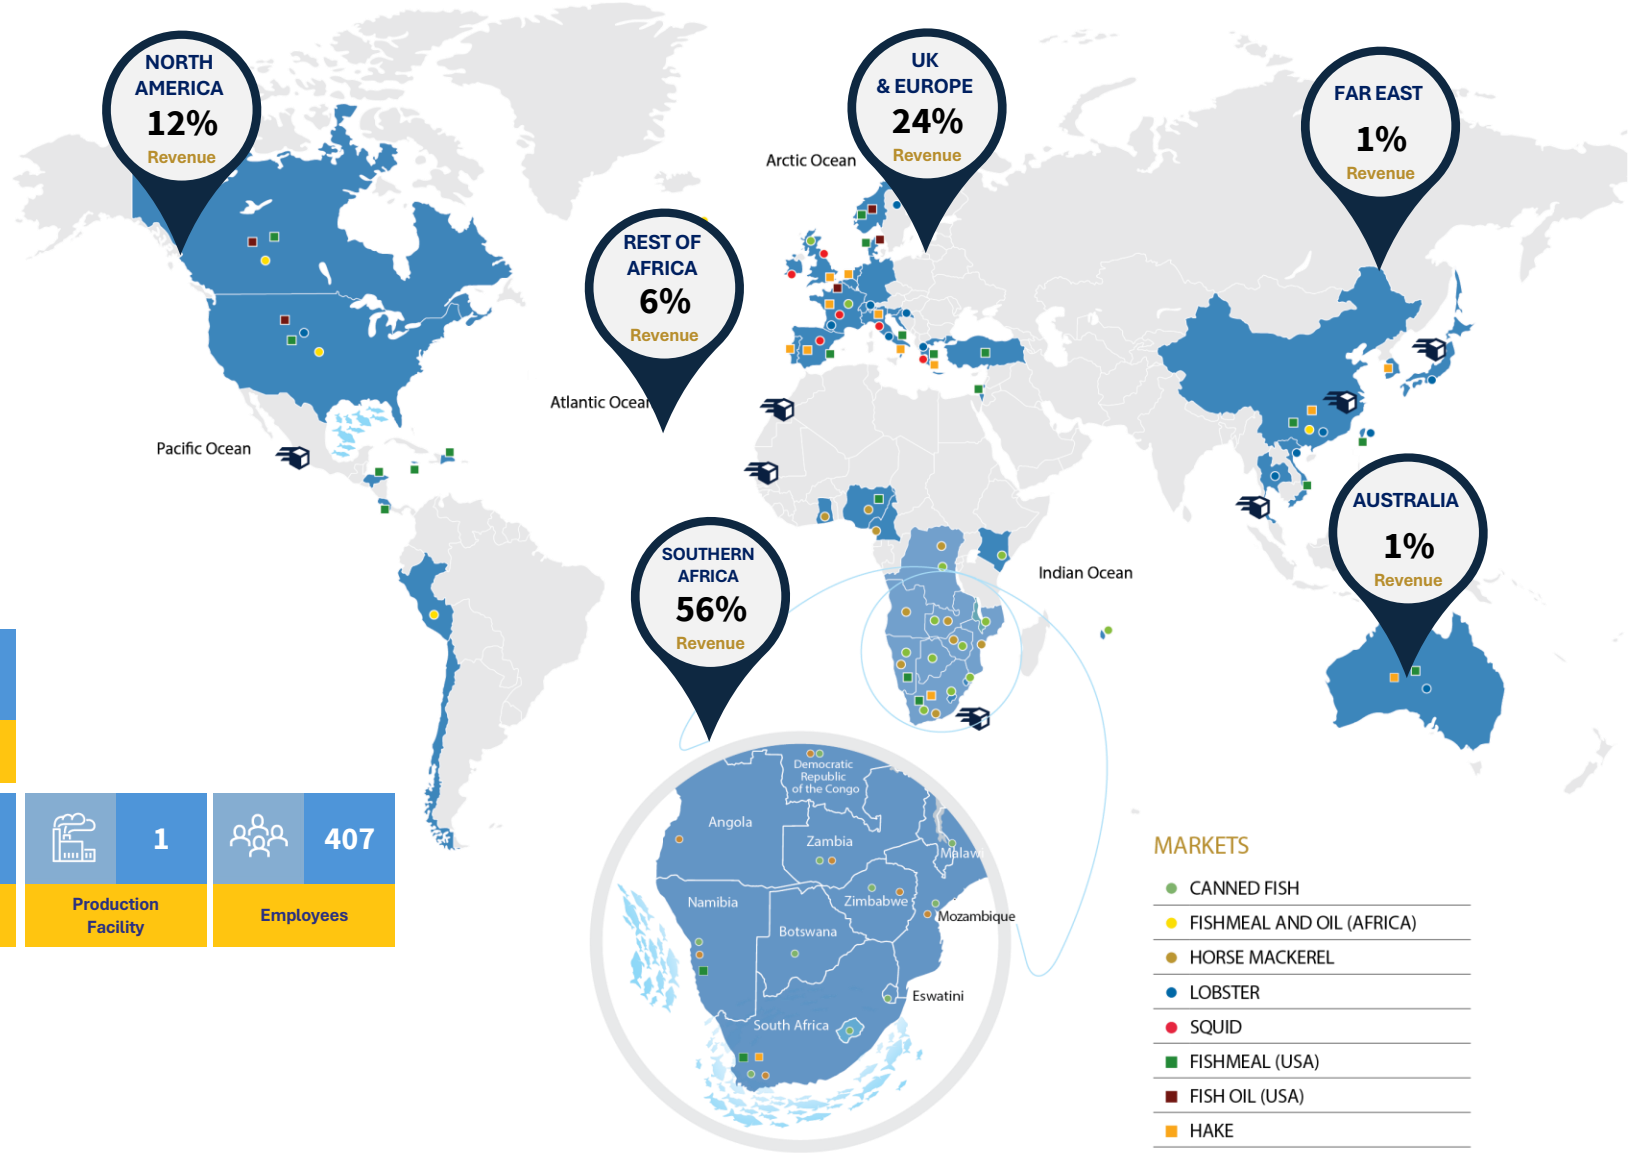 NORTH
AMERICA
12%
Revenue
UK
& EUROPE
24%
Revenue
FAR EAST
1%
Revenue
Arctic Ocean
REST OF
AFRICA
6%
Revenue
Atlantic Ocean
Pacific Ocean
AUSTRALIA
1%
Revenue
SOUTHERN
AFRICA
56%
Revenue
Indian Ocean
Democratic
Republic
of the Congo
Angola
Zambia
Malawi
Namibia
Zimbabwe
Mozambique
Botswana
Eswatini
South Africa
1
Production
Facility
407
Employees
MARKETS
CANNED FISH
FISHMEAL AND OIL (AFRICA)
HORSE MACKEREL
LOBSTER
SQUID
FISHMEAL (USA)
FISH OIL (USA)
HAKE